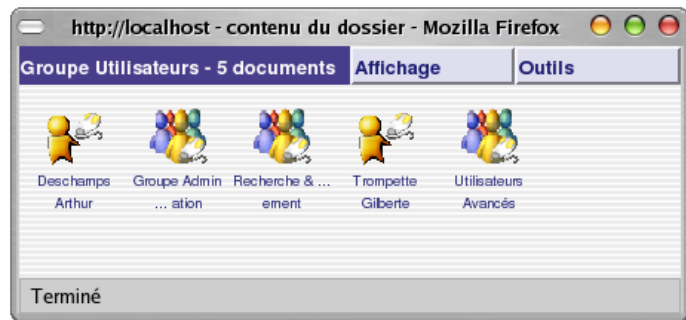 http://localhost - contenu du dossier - Mozilla Firefox
Groupe Utilisateurs - 5 documents Affichage Outils
Deschamps Groupe Admin Recherche & ... Trompette Utilisateurs
Arthur ... ation ement Gilberte Avancés
Terminé